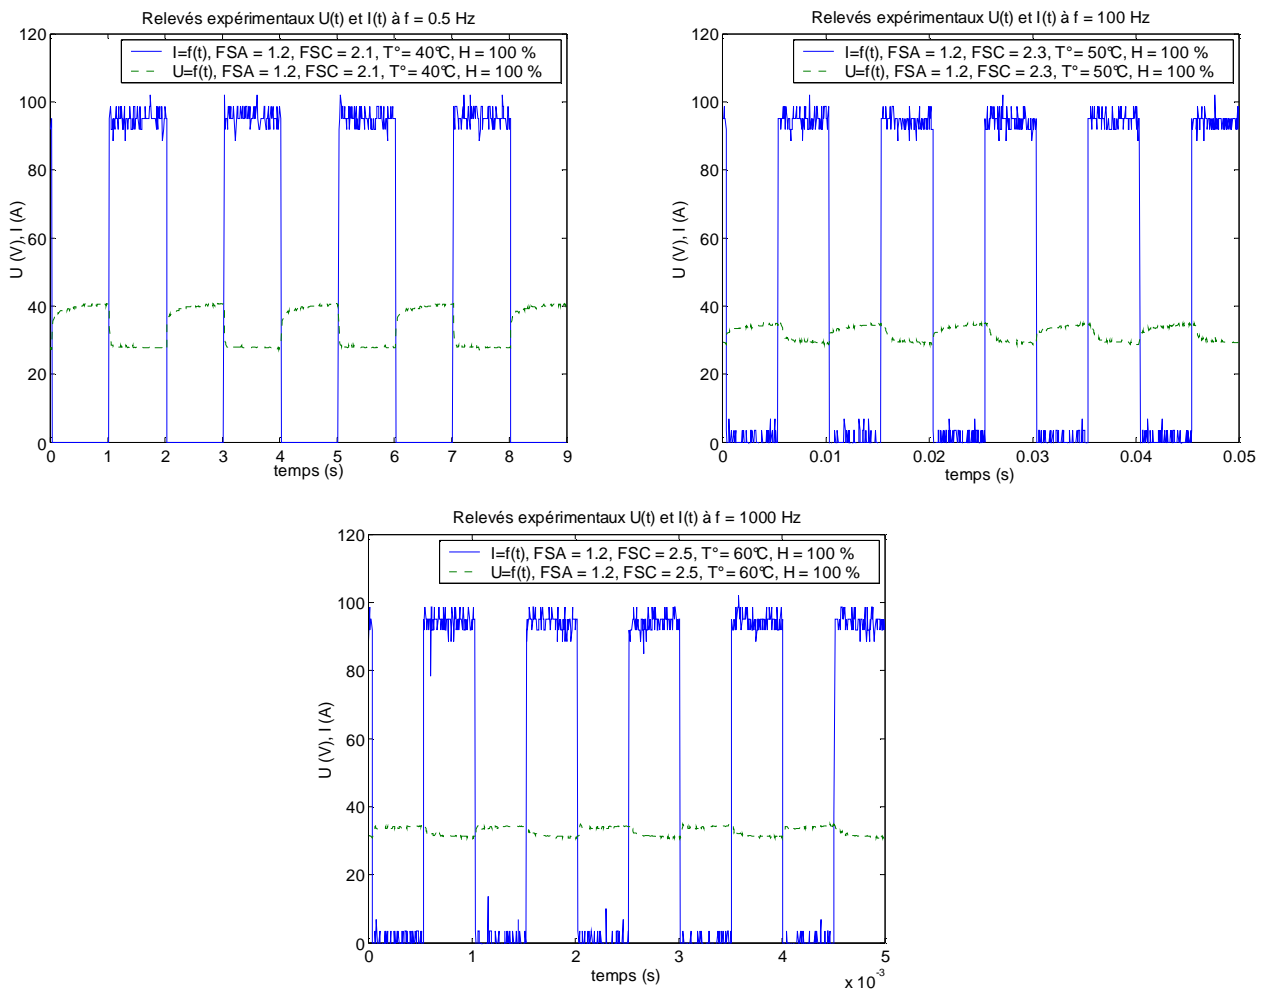 Relevés expérimentaux U(t) et I(t) à f = 0.5 Hz
120
100
80
60
40
20
0
U (V), I (A)
I=f(t), FSA = 1.2, FSC = 2.1, T°= 40°C, H = 100 %
U=f(t), FSA = 1.2, FSC = 2.1, T°= 40°C, H = 100 %
0 1 2 3 4 5 6 7 8 9
temps (s)
Relevés expérimentaux U(t) et I(t) à f = 100 Hz
120
100
80
60
40
20
0
U (V), I (A)
I=f(t), FSA = 1.2, FSC = 2.3, T°= 50°C, H = 100 %
U=f(t), FSA = 1.2, FSC = 2.3, T°= 50°C, H = 100 %
0 0.01 0.02 0.03 0.04 0.05
temps (s)
Relevés expérimentaux U(t) et I(t) à f = 1000 Hz
120
100
80
60
40
20
0
U (V), I (A)
I=f(t), FSA = 1.2, FSC = 2.5, T°= 60°C, H = 100 %
U=f(t), FSA = 1.2, FSC = 2.5, T°= 60°C, H = 100 %
0 1 2 3 4 5
temps (s)
x 10⁻³